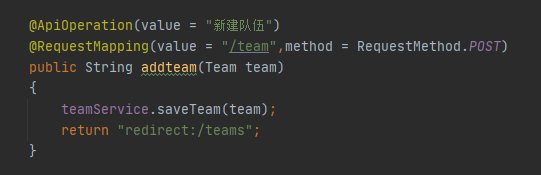 @ApiOperation(value = "新建队伍")
@RequestMapping(value = "/team",method = RequestMethod.POST)
public String addteam(Team team)
{
    teamService.saveTeam(team);
    return "redirect:/teams";
}